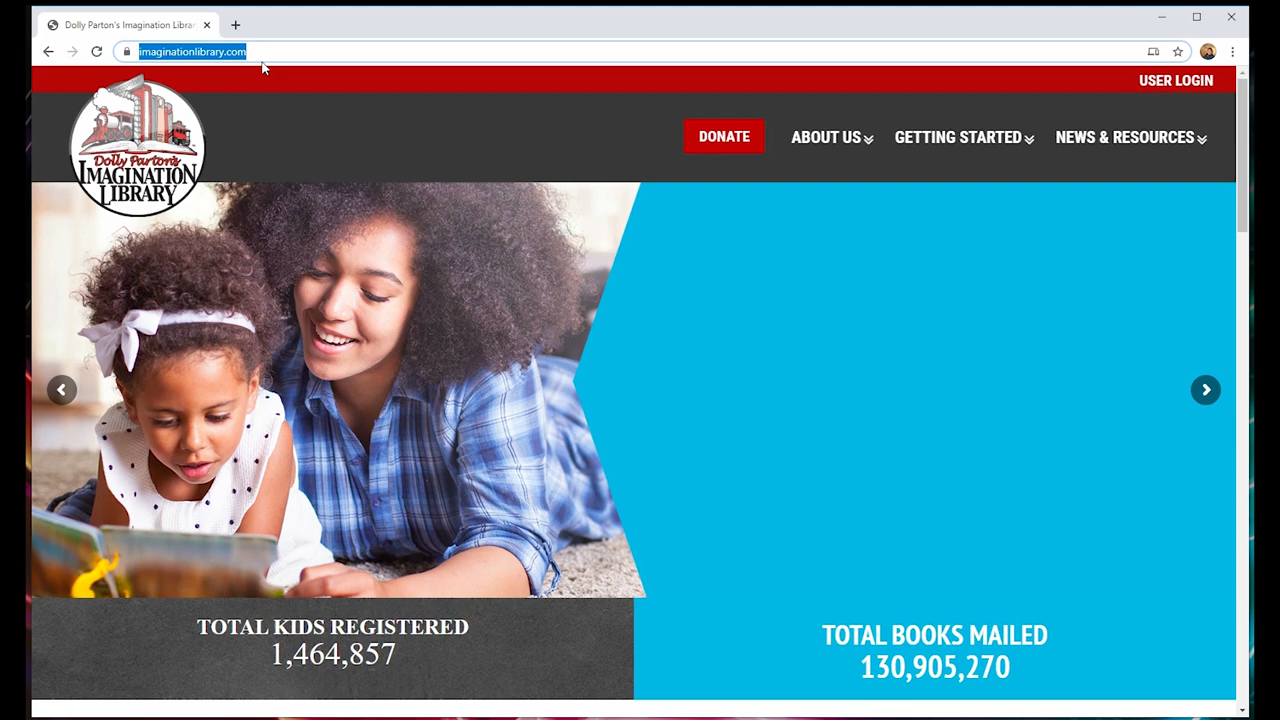 Dolly Parton's Imagination Librar
imaginationlibrary.com
USER LOGIN
Dolly Parton's
IMAGINATION
LIBRARY
DONATE
ABOUT US
GETTING STARTED
NEWS & RESOURCES
TOTAL KIDS REGISTERED
1,464,857
TOTAL BOOKS MAILED
130,905,270